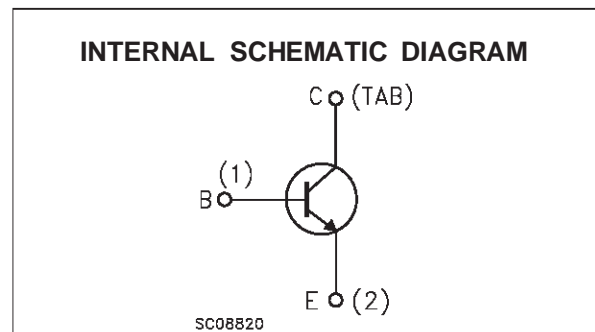 INTERNAL SCHEMATIC DIAGRAM
C (TAB)
(1)
B
E (2)
SC08820